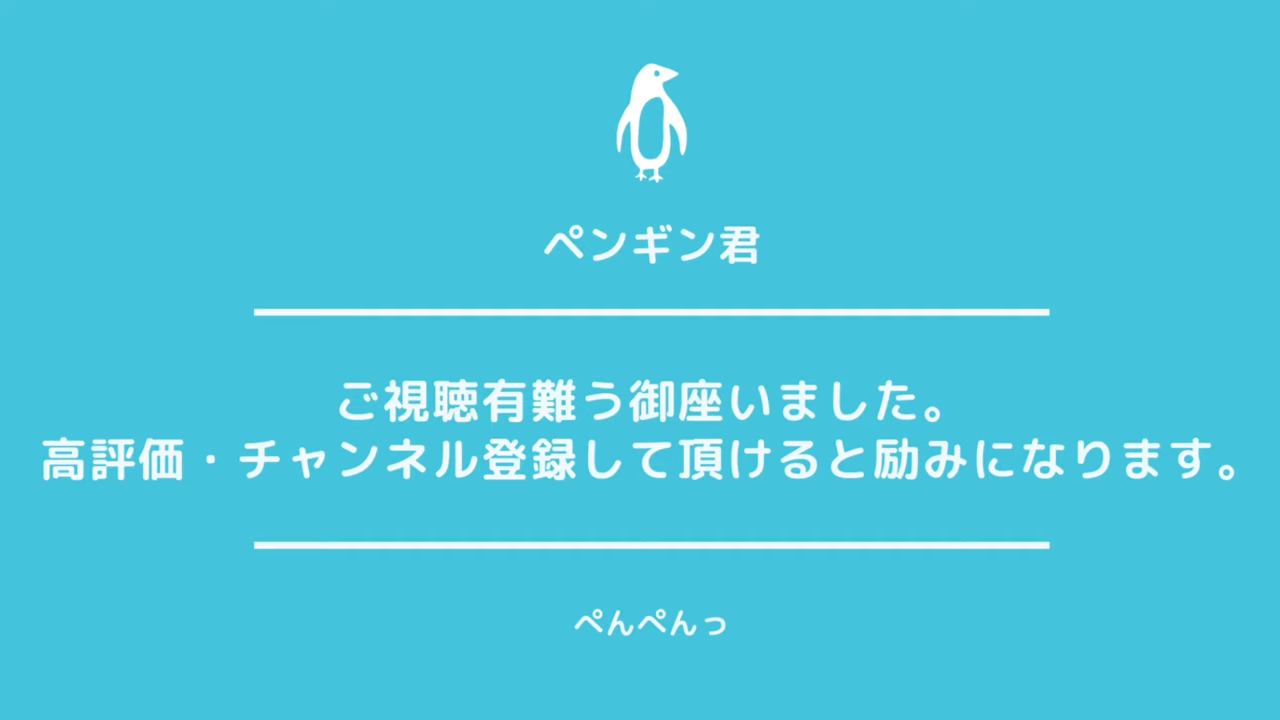 ペンギン君
ご視聴有難う御座いました。
高評価・チャンネル登録して頂けると励みになります。
ぺんぺんっ